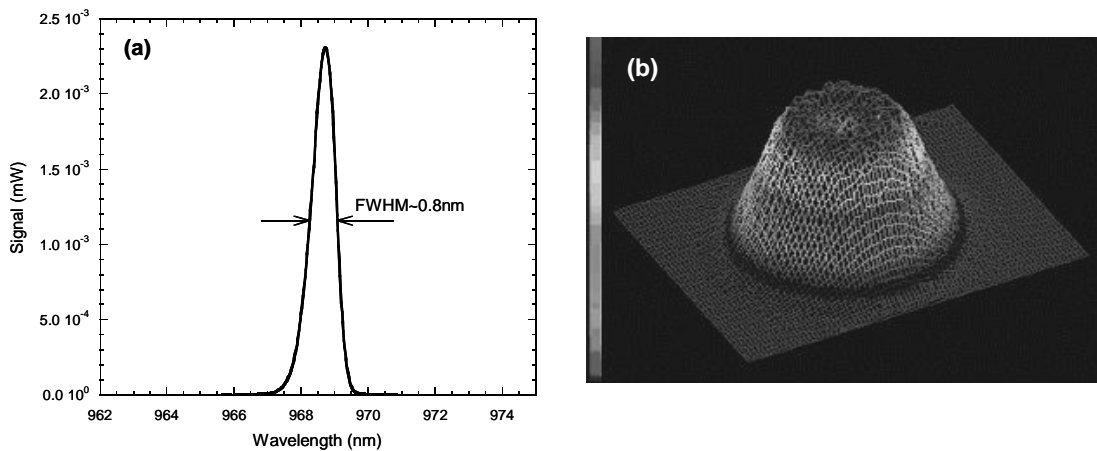 (a)
2.5 10⁻³
2.0 10⁻³
1.5 10⁻³
1.0 10⁻³
5.0 10⁻⁴
0.0 10⁰
Signal (mW)
FWHM~0.8nm
962 964 966 968 970 972 974
Wavelength (nm)
(b)